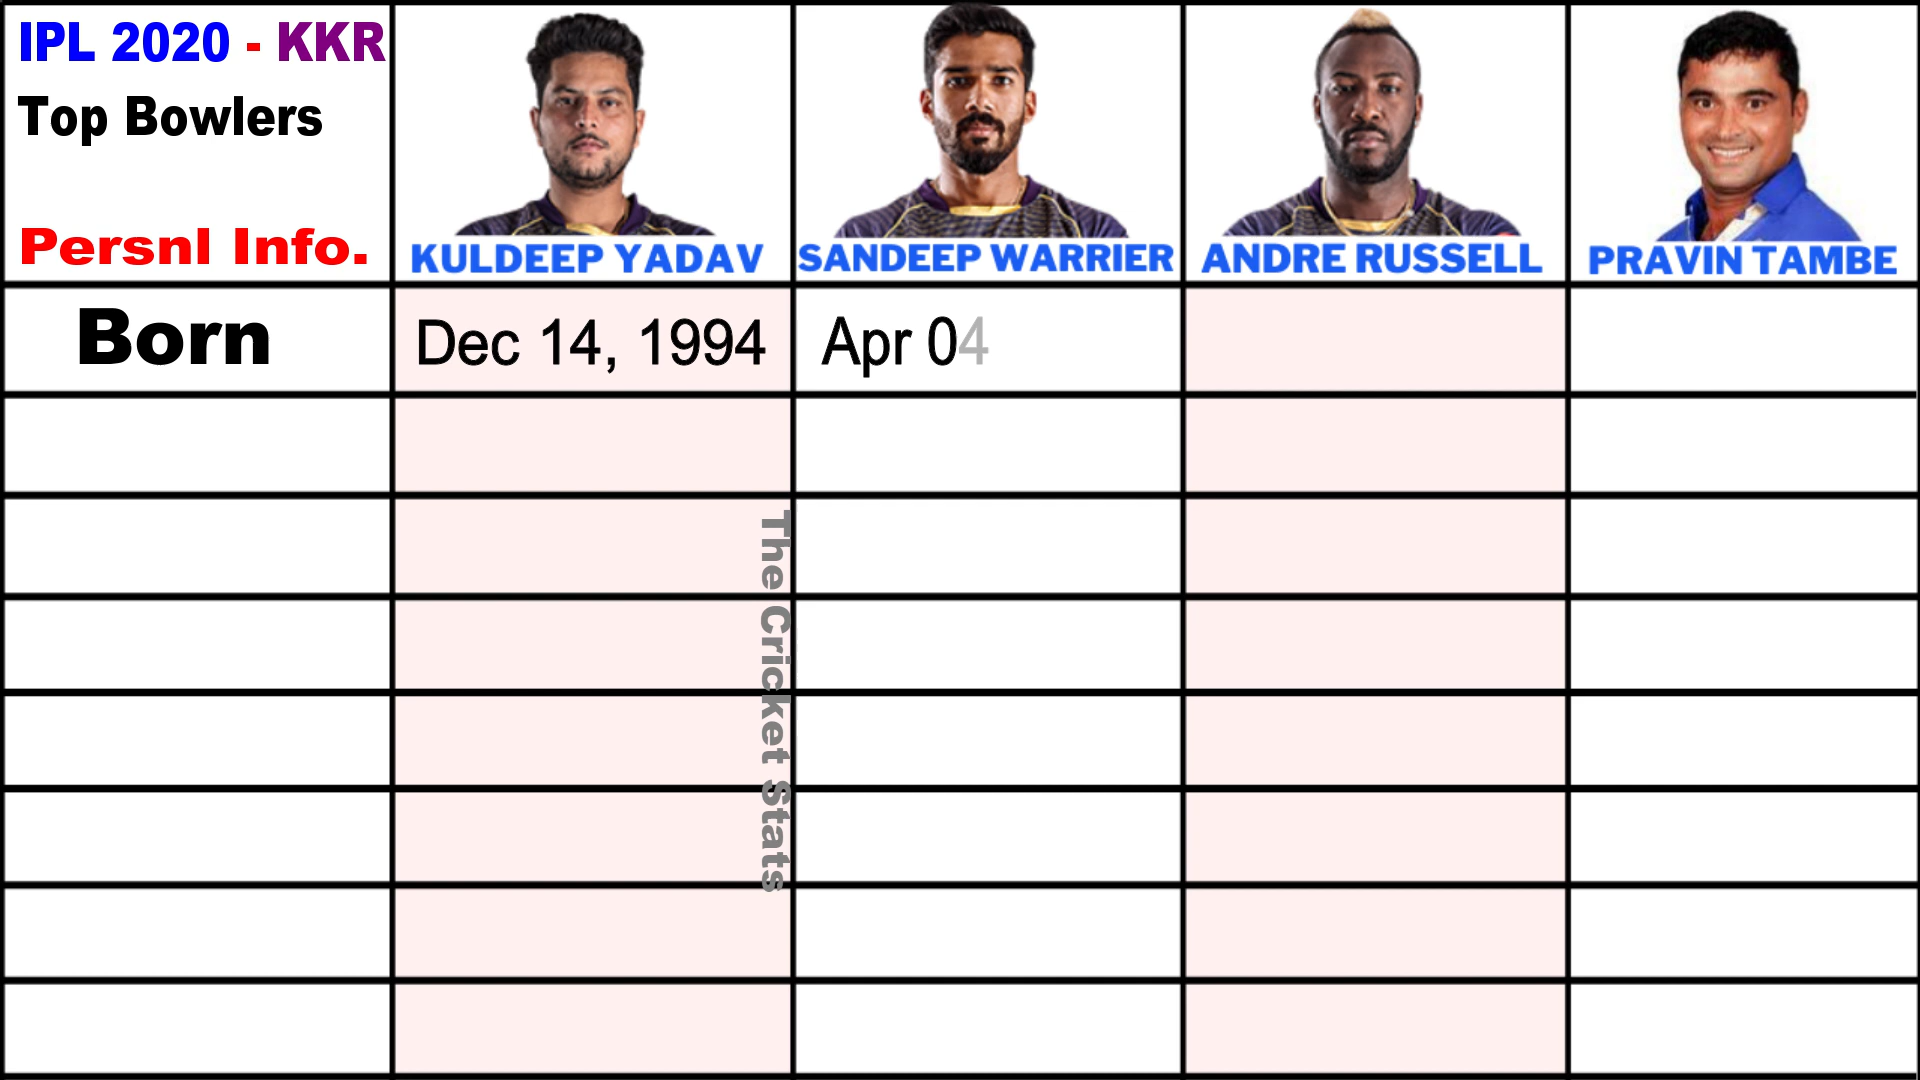 IPL 2020 - KKR
Top Bowlers
Persnl Info.
KULDEEP YADAV
SANDEEP WARRIER
ANDRE RUSSELL
PRAVIN TAMBE
Born
Dec 14, 1994
Apr 04
The Cricket Stats